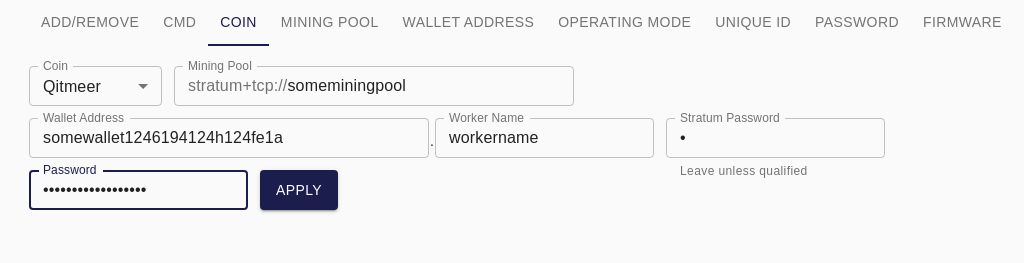 ADD/REMOVE CMD COIN MINING POOL WALLET ADDRESS OPERATING MODE UNIQUE ID PASSWORD FIRMWARE
Coin Mining Pool
Qitmeer stratum+tcp://someminingpool
Wallet Address Worker Name Stratum Password
somewallet1246194124h124fe1a . workername •
Leave unless qualified
Password
•••••••••••••••••• APPLY